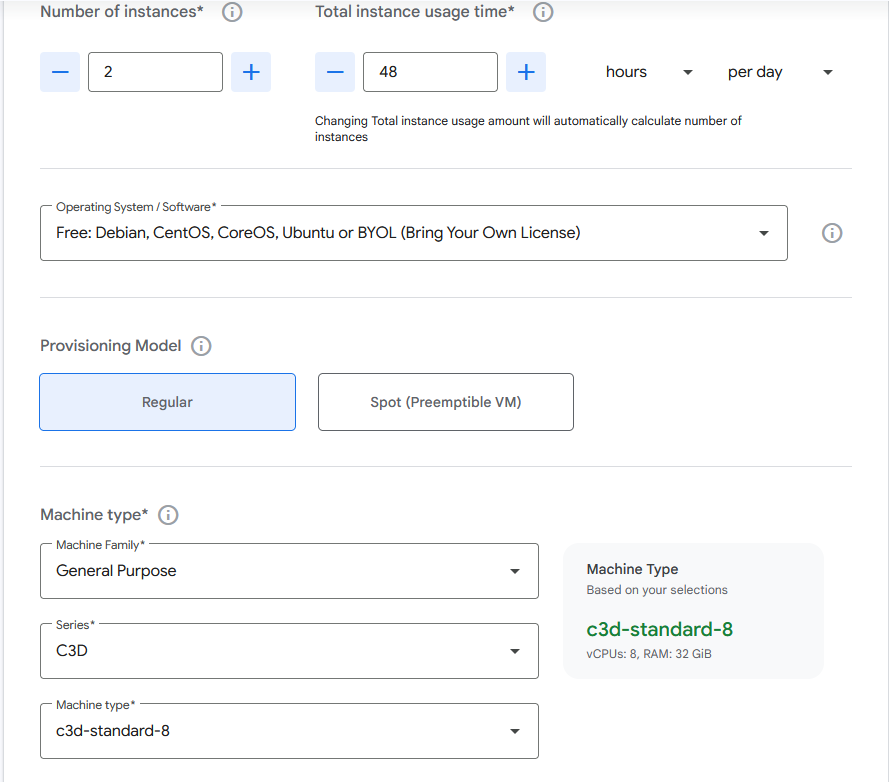 Number of instances*
Total instance usage time*
2
48
hours
per day
Changing Total instance usage amount will automatically calculate number of
instances
Operating System / Software*
Free: Debian, CentOS, CoreOS, Ubuntu or BYOL (Bring Your Own License)
Provisioning Model
Regular
Spot (Preemptible VM)
Machine type*
Machine Family*
General Purpose
Series*
C3D
Machine type*
c3d-standard-8
Machine Type
Based on your selections
c3d-standard-8
vCPUs: 8, RAM: 32 GiB